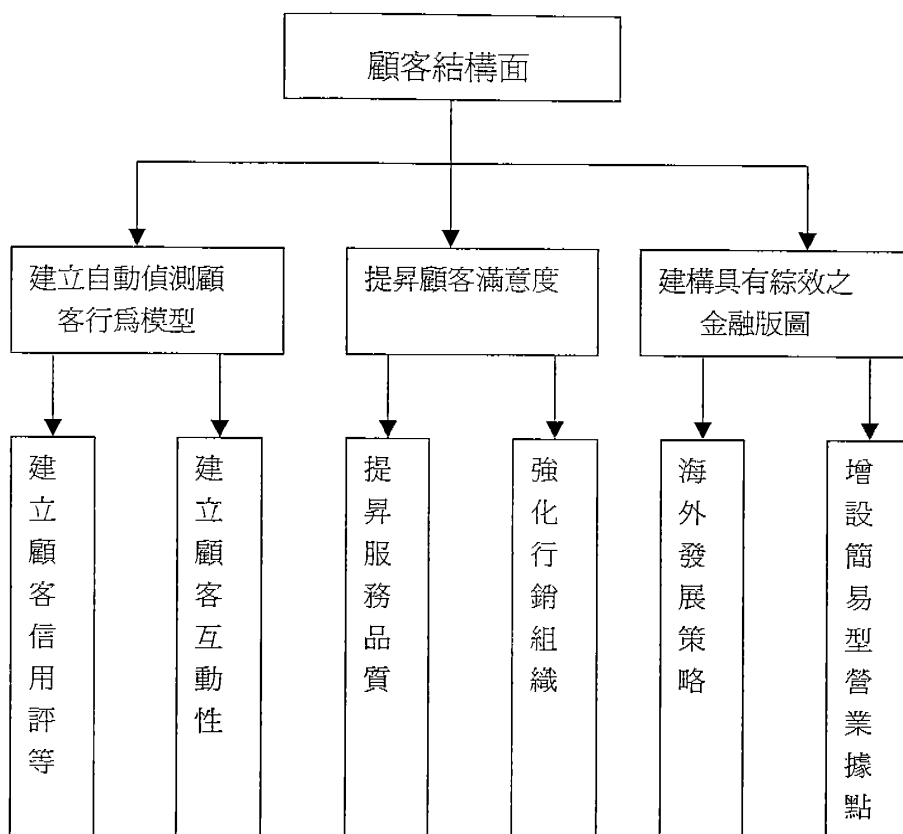 顧客結構面
建立自動偵測顧
客行爲模型
提昇顧客滿意度
建構具有綜效之
金融版圖
建立顧客信用評等
建立顧客互動性
提昇服務品質
強化行銷組織
海外發展策略
增設簡易型營業據點